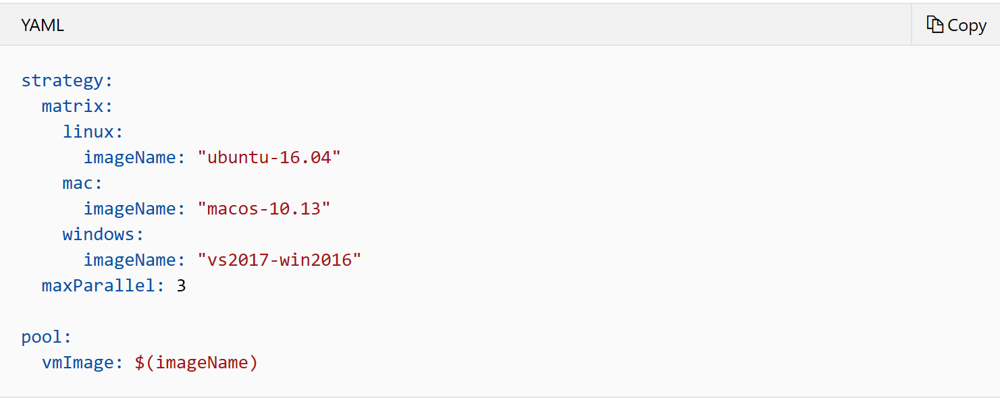 YAML
Copy
strategy:
  matrix:
    linux:
      imageName: "ubuntu-16.04"
    mac:
      imageName: "macos-10.13"
    windows:
      imageName: "vs2017-win2016"
  maxParallel: 3

pool:
  vmImage: $(imageName)